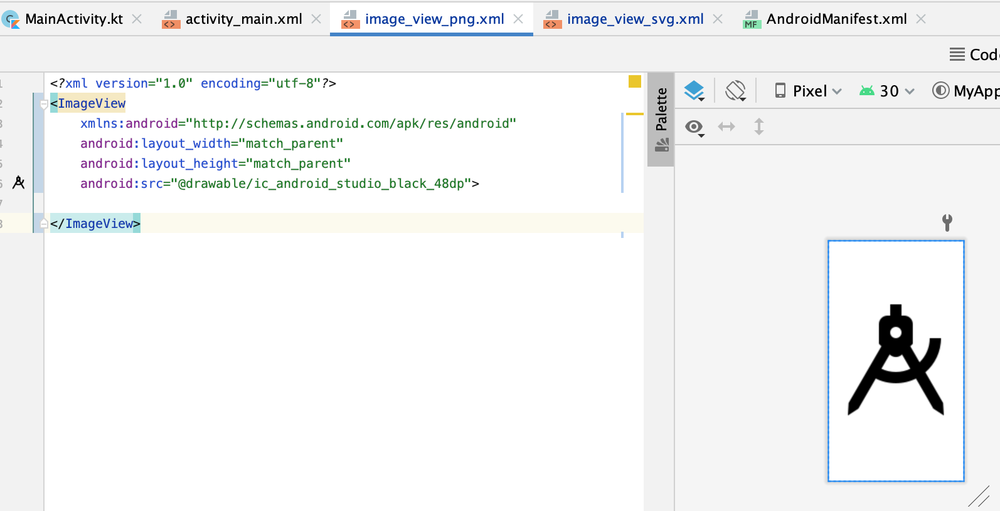 MainActivity.kt activity_main.xml image_view_png.xml image_view_svg.xml AndroidManifest.xml
<?xml version="1.0" encoding="utf-8"?>
<ImageView
xmlns:android="http://schemas.android.com/apk/res/android"
android:layout_width="match_parent"
android:layout_height="match_parent"
android:src="@drawable/ic_android_studio_black_48dp">
</ImageView>
Palette
Pixel 30 MyApp